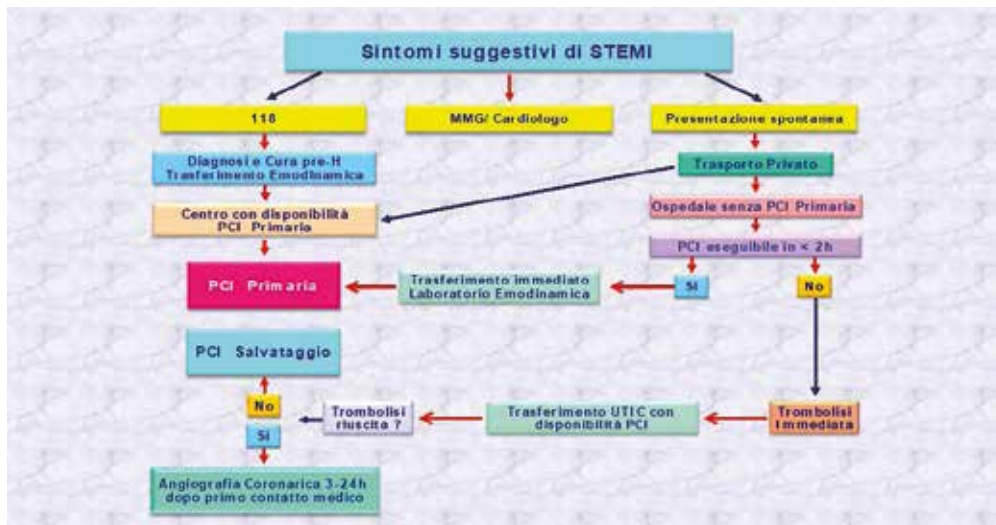 Sintomi suggestivi di STEMI
118
MMG/ Cardiologo
Presentazione spontanea
Diagnosi e Cura pre-H
Trasferimento Emodinamica
Trasporto Privato
Centro con disponibilità
PCI Primaria
Ospedale senza PCI Primaria
PCI eseguibile in < 2h
PCI Primaria
Trasferimento immediato
Laboratorio Emodinamica
Si
No
PCI Salvataggio
No
Si
Trombolisi
riuscita ?
Trasferimento UTIC con
disponibilità PCI
Trombolisi
Immediata
Angiografia Coronarica 3-24h
dopo primo contatto medico